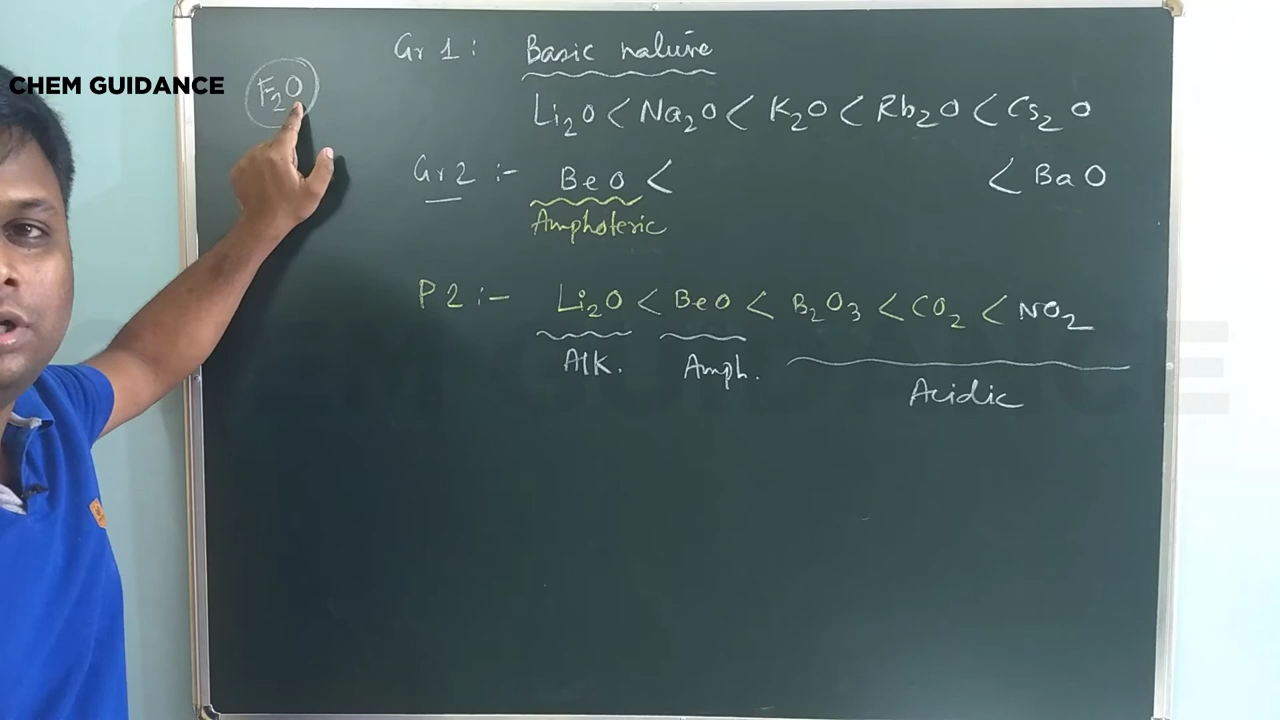 CHEM GUIDANCE
F₂O
Gr 1 : Basic nature
Li₂O < Na₂O < K₂O < Rb₂O < Cs₂O
Gr 2 :- BeO < < BaO
Amphoteric
P 2 :- Li₂O < BeO < B₂O₃ < CO₂ < NO₂
Alk. Amph. Acidic